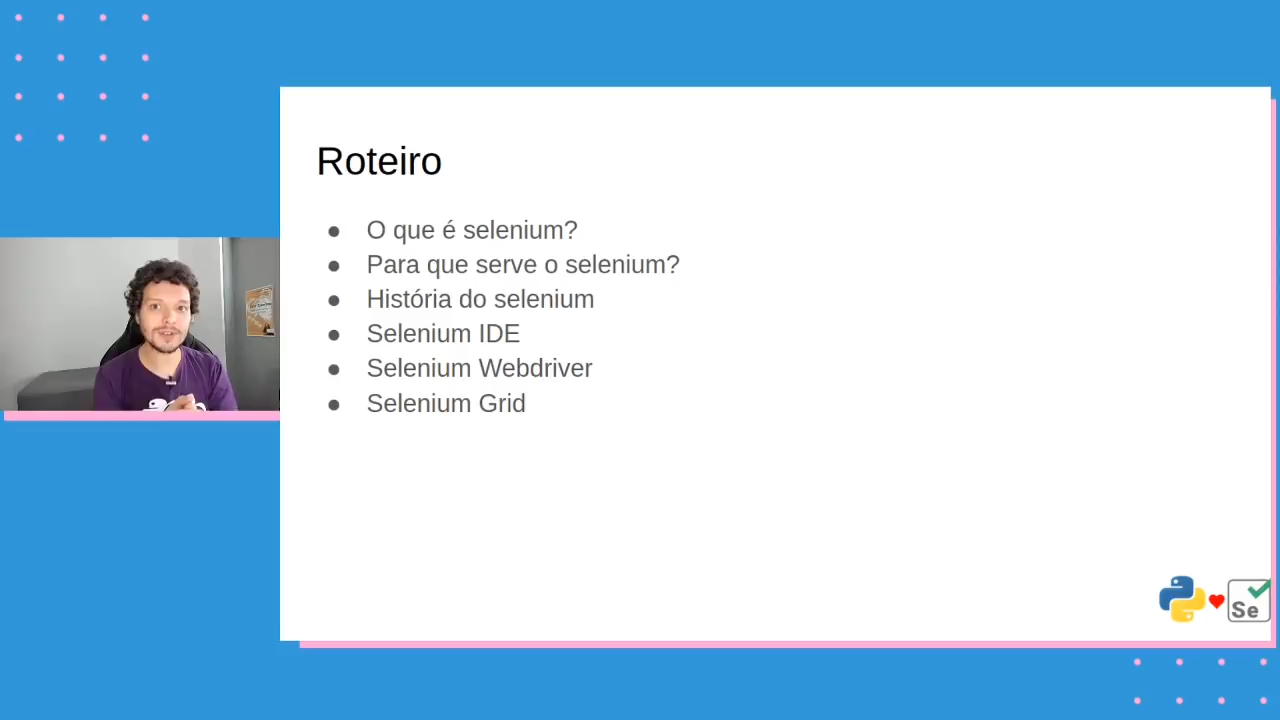 Roteiro
O que é selenium?
Para que serve o selenium?
História do selenium
Selenium IDE
Selenium Webdriver
Selenium Grid
Se